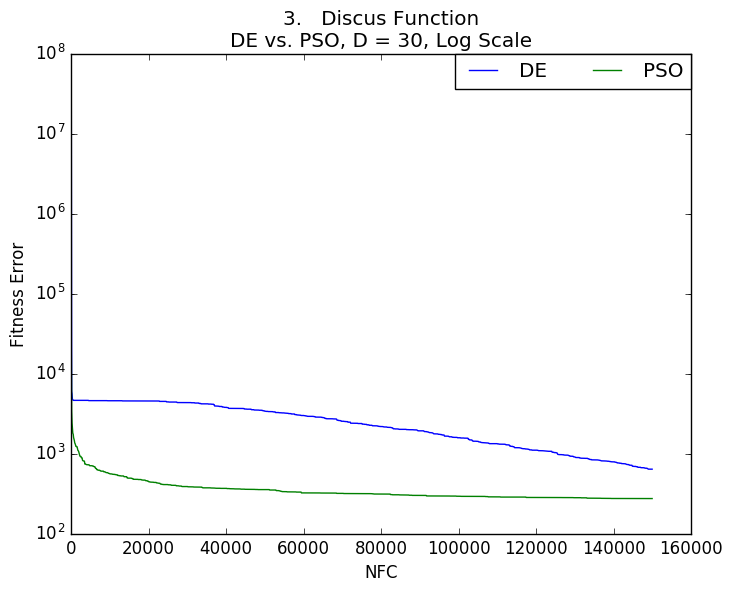 3.   Discus Function
DE vs. PSO, D = 30, Log Scale
DE PSO
10^8
10^7
10^6
10^5
10^4
10^3
10^2
Fitness Error
0 20000 40000 60000 80000 100000 120000 140000 160000
NFC